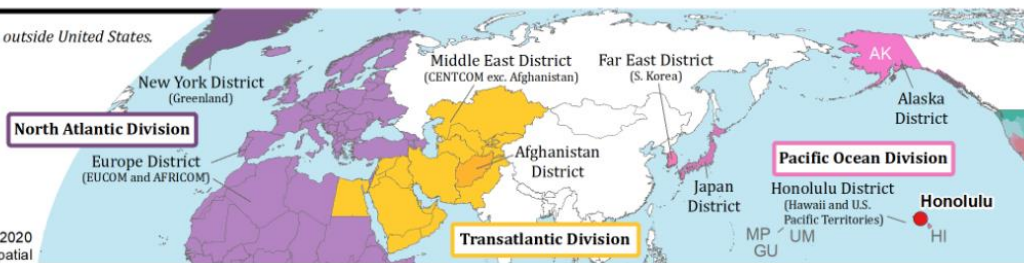 outside United States.
New York District
(Greenland)
North Atlantic Division
Europe District
(EUCOM and AFRICOM)
Middle East District
(CENTCOM exc. Afghanistan)
Far East District
(S. Korea)
Afghanistan
District
Transatlantic Division
AK
Alaska
District
Pacific Ocean Division
Japan
District
Honolulu District
(Hawaii and U.S.
Pacific Territories)
Honolulu
MP
UM
GU
HI
2020
patial